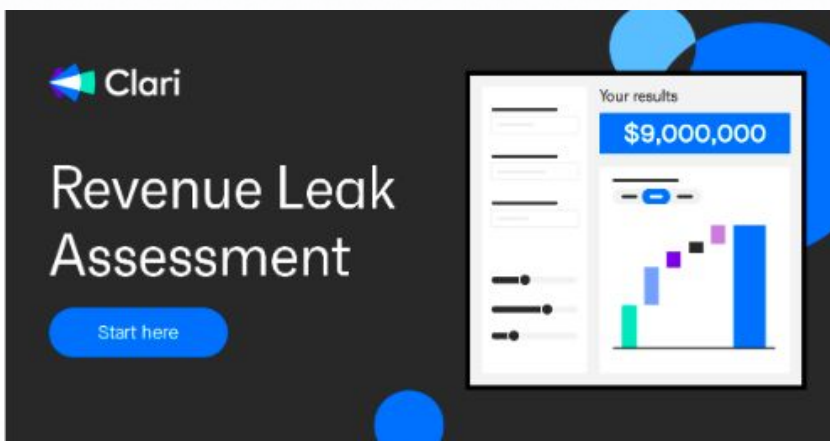 Clari
Revenue Leak
Assessment
Start here
Your results
$9,000,000